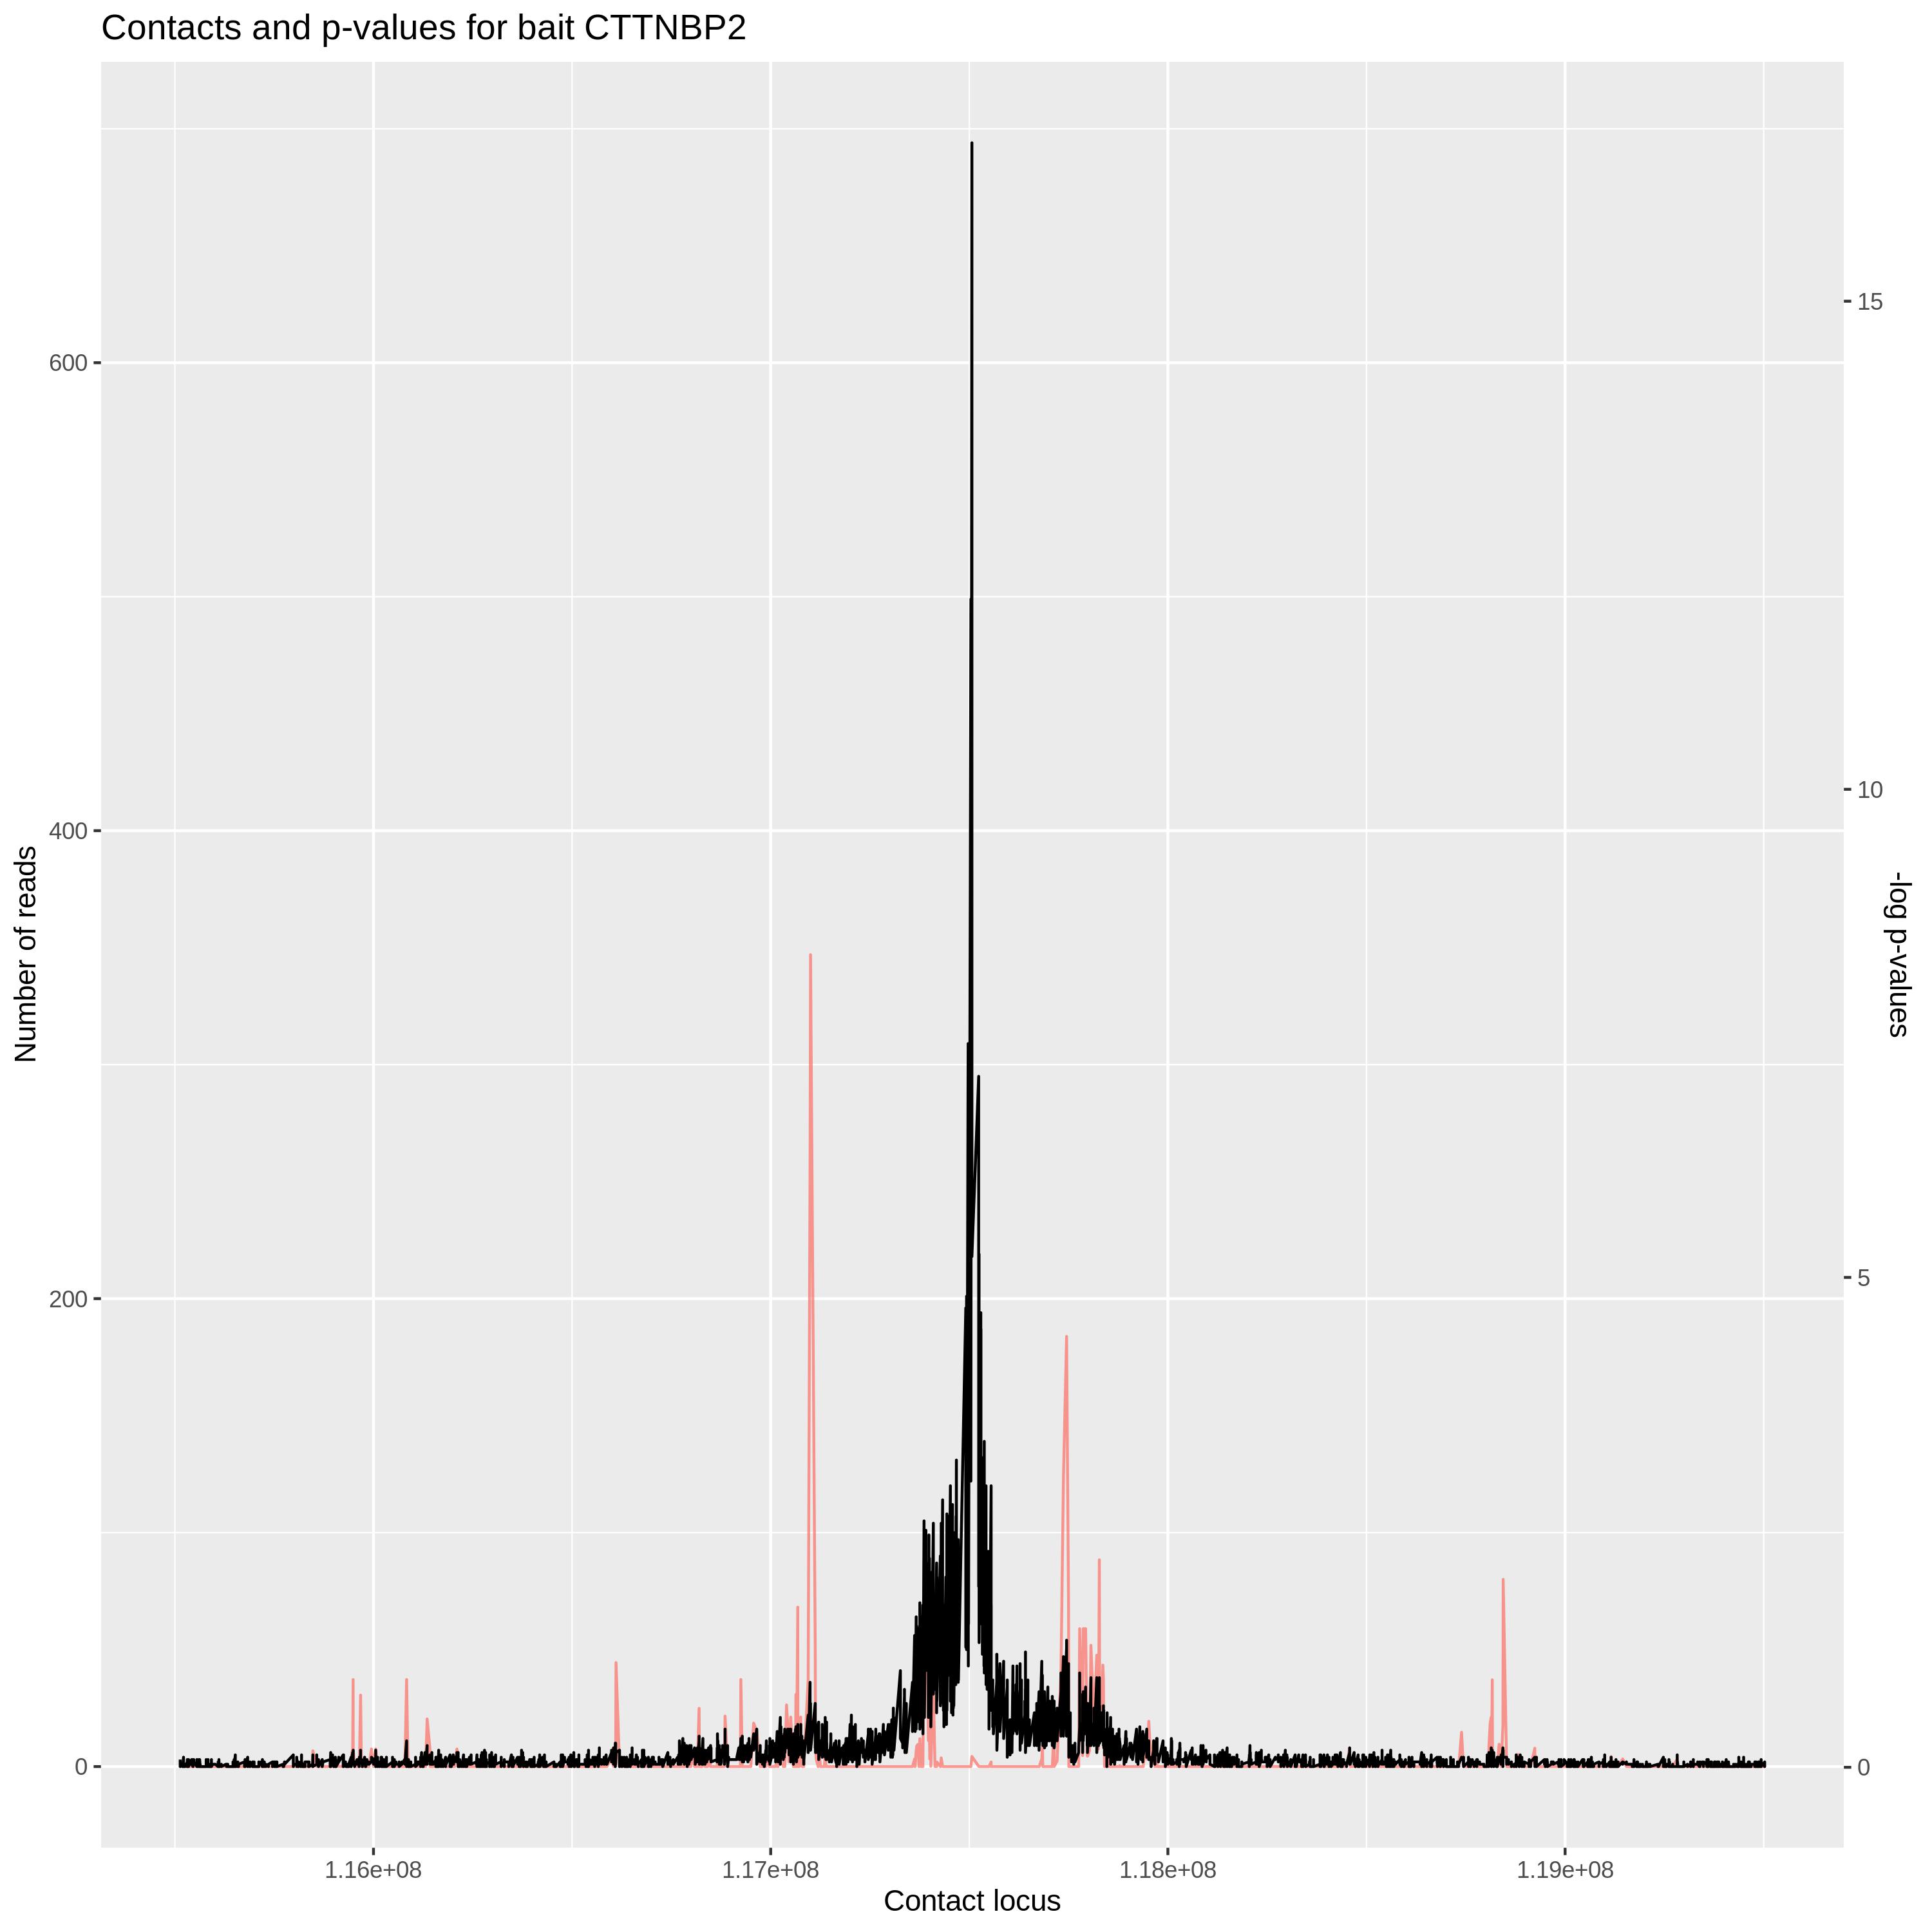 Contacts and p-values for bait CTTNBP2
Number of reads
600
400
200
0
15
10
5
0
-log p-values
1.16e+08
1.17e+08
1.18e+08
1.19e+08
Contact locus